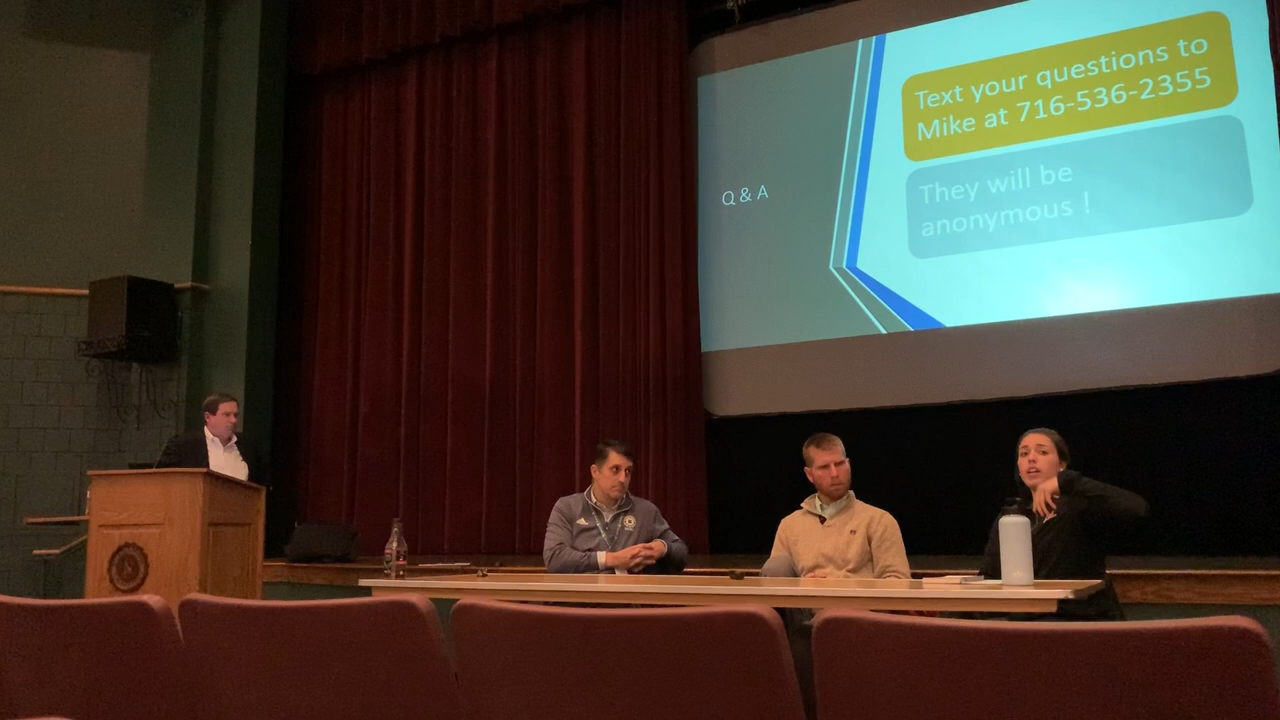 Q & A
Text your questions to
Mike at 716-536-2355
They will be
anonymous !